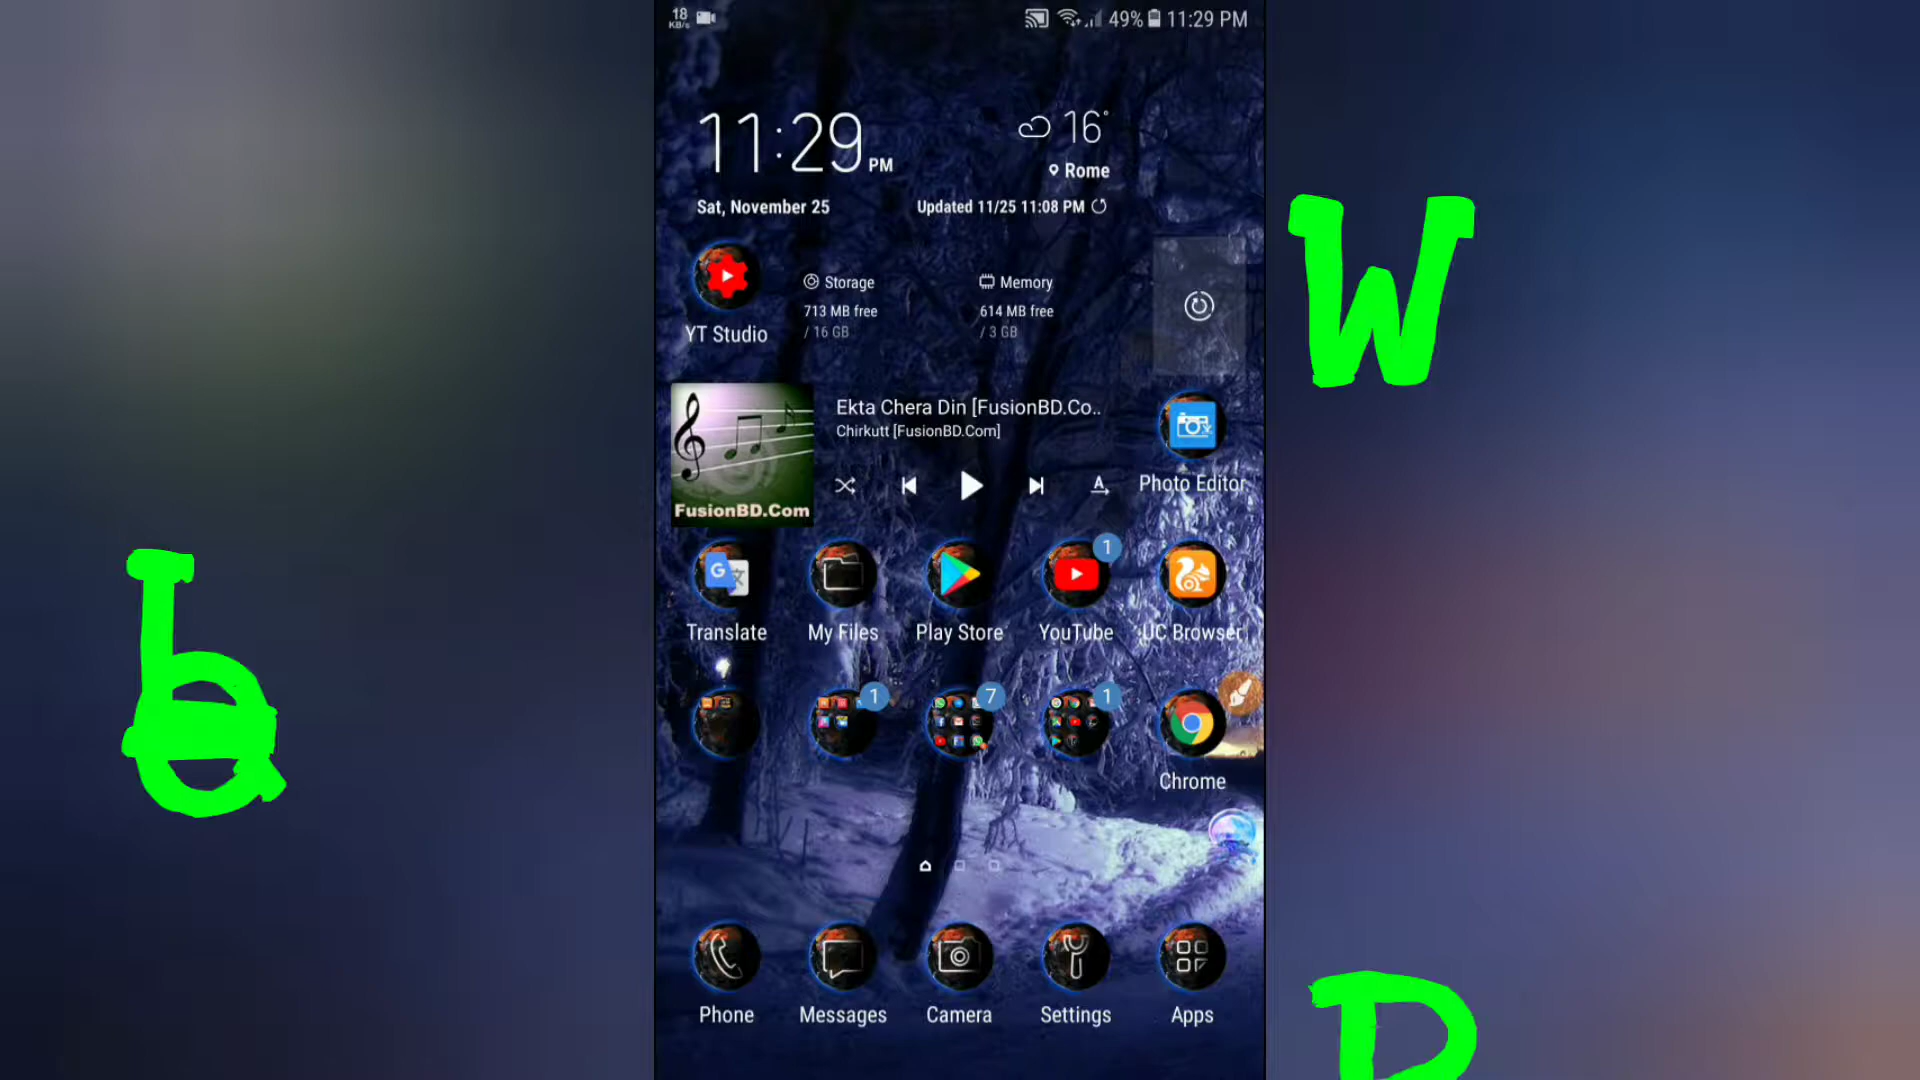 18
KB/s
49% 11:29 PM
11:29 PM
16°
Rome
Sat, November 25
Updated 11/25 11:08 PM
YT Studio
Storage
713 MB free
/ 16 GB
Memory
614 MB free
/ 3 GB
Ekta Chera Din [FusionBD.Co..
Chirkutt [FusionBD.Com]
FusionBD.Com
Photo Editor
Translate
My Files
Play Store
1
YouTube
UC Browser
1
7
1
Chrome
Phone
Messages
Camera
Settings
Apps
W